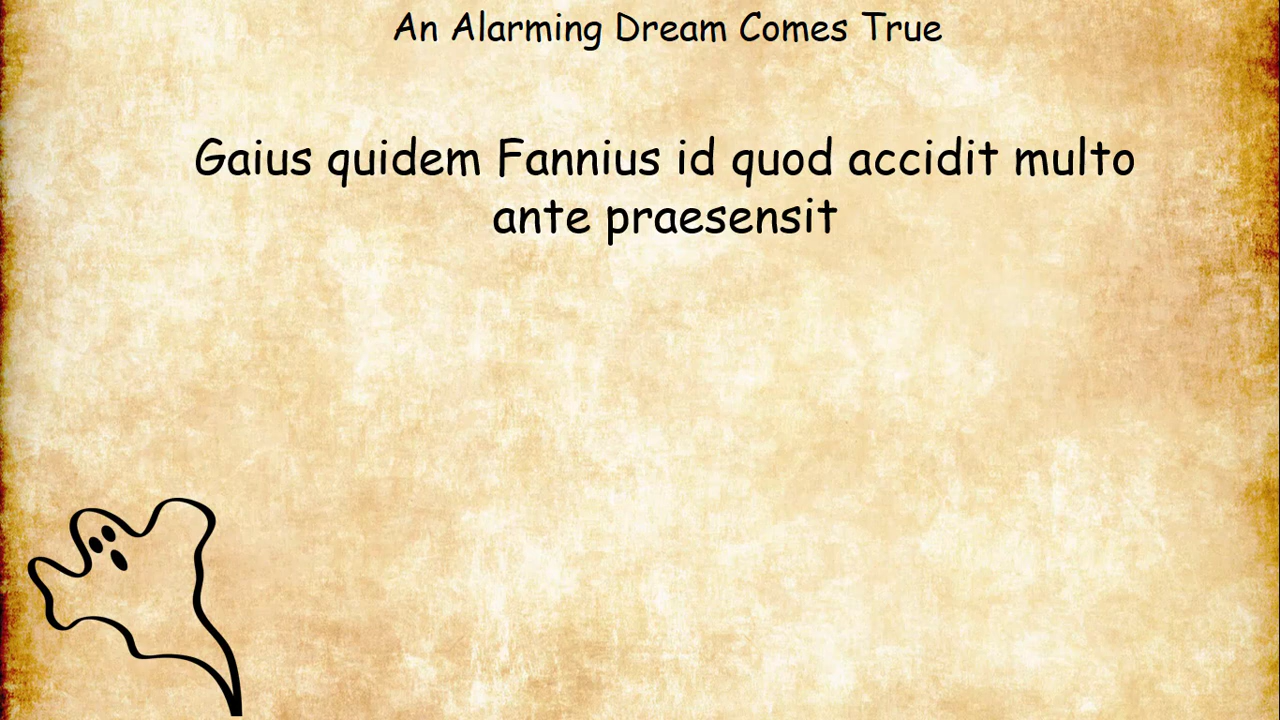 An Alarming Dream Comes True
Gaius quidem Fannius id quod accidit multo
ante praesensit